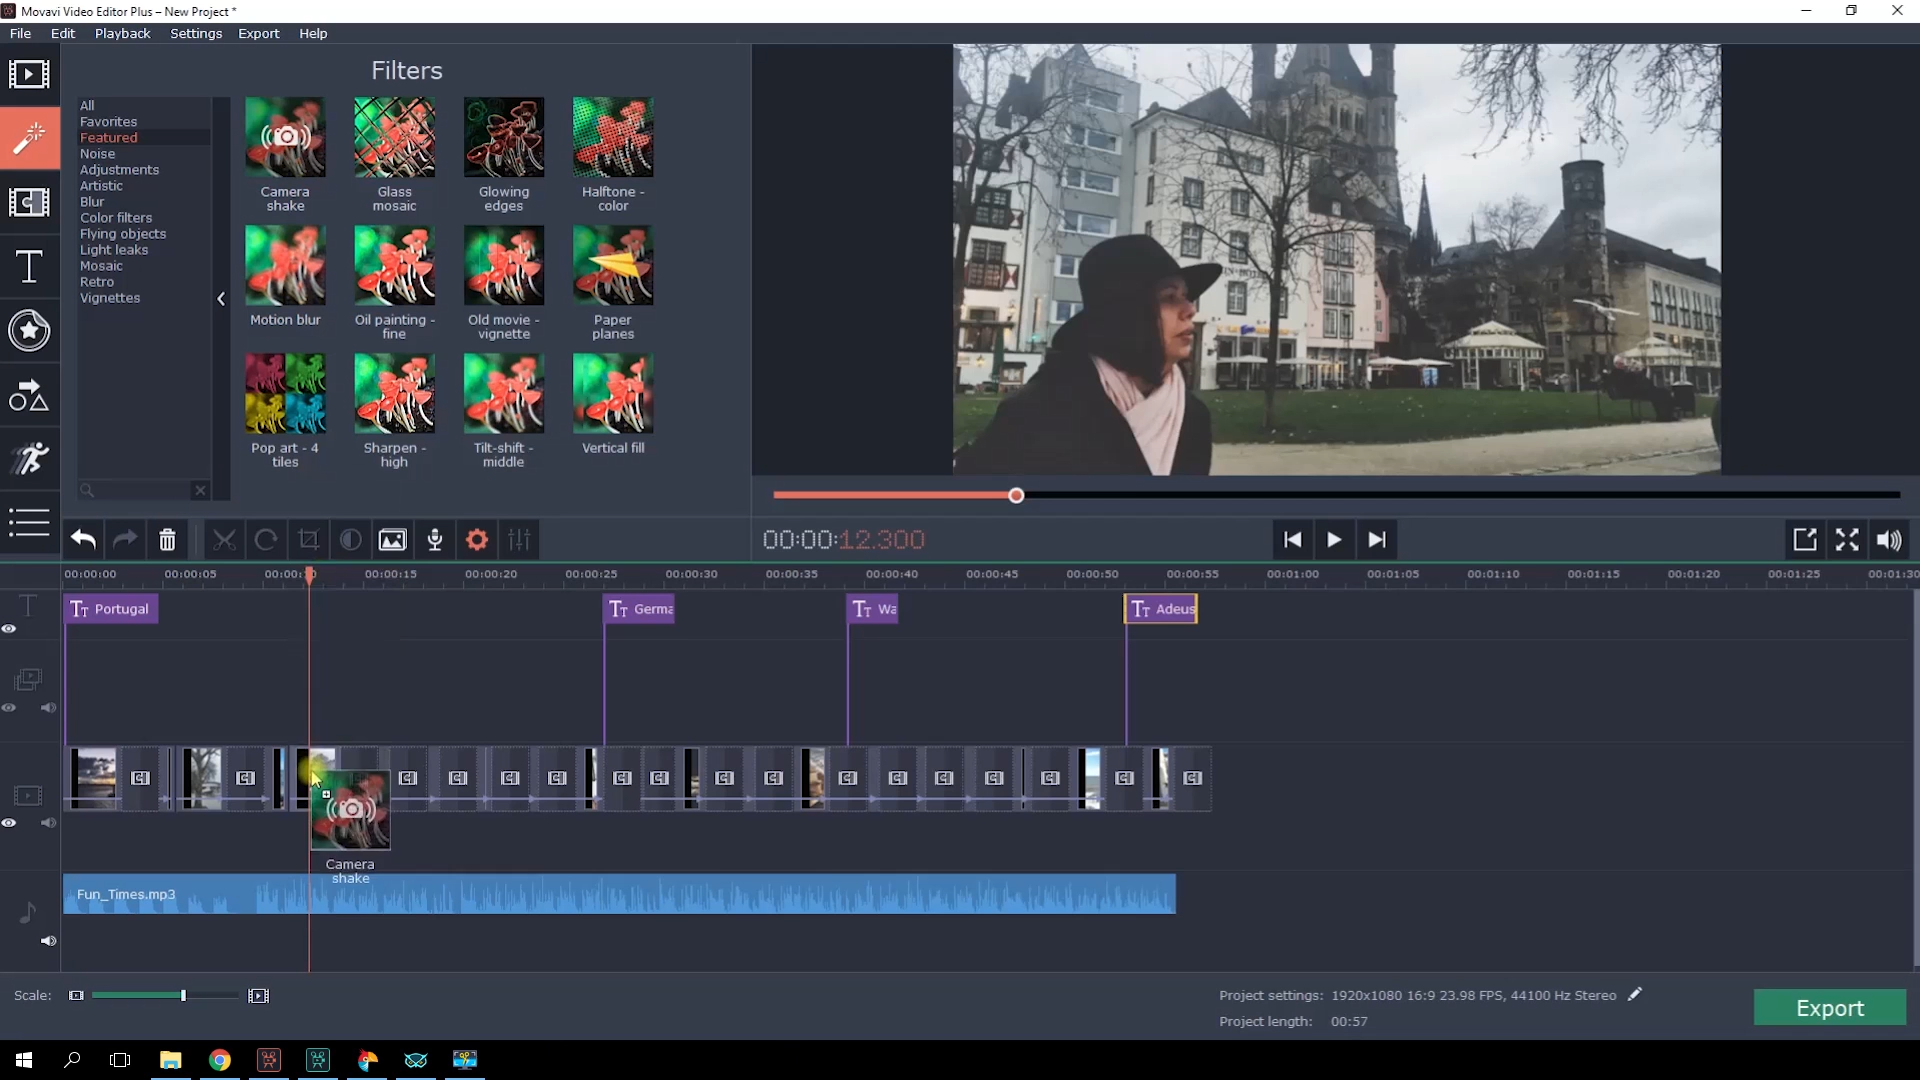 Movavi Video Editor Plus – New Project *
File Edit Playback Settings Export Help
Filters
All
Favorites
Featured
Noise
Adjustments
Artistic
Blur
Color filters
Flying objects
Light leaks
Mosaic
Retro
Vignettes
Camera shake
Glass mosaic
Glowing edges
Halftone - color
Motion blur
Oil painting - fine
Old movie - vignette
Paper planes
Pop art - 4 tiles
Sharpen - high
Tilt-shift - middle
Vertical fill
00:00:12.300
00:00:00 00:00:05 00:00:15 00:00:20 00:00:25 00:00:30 00:00:35 00:00:40 00:00:45 00:00:50 00:00:55 00:01:00 00:01:05 00:01:10 00:01:15 00:01:20 00:01:25 00:01:30
Portugal Germa Wa Adeus
Camera shake
Fun_Times.mp3
Scale:
Project settings: 1920x1080 16:9 23.98 FPS, 44100 Hz Stereo
Project length: 00:57
Export